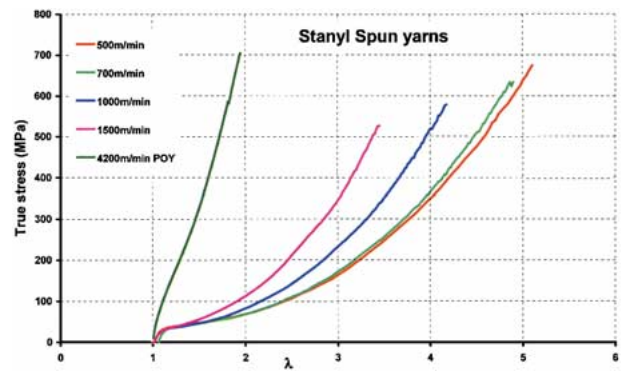 Stanyl Spun yarns
True stress (MPa)
800
700
600
500
400
300
200
100
0
500m/min
700m/min
1000m/min
1500m/min
4200m/min POY
0
1
2
3
4
5
6
λ